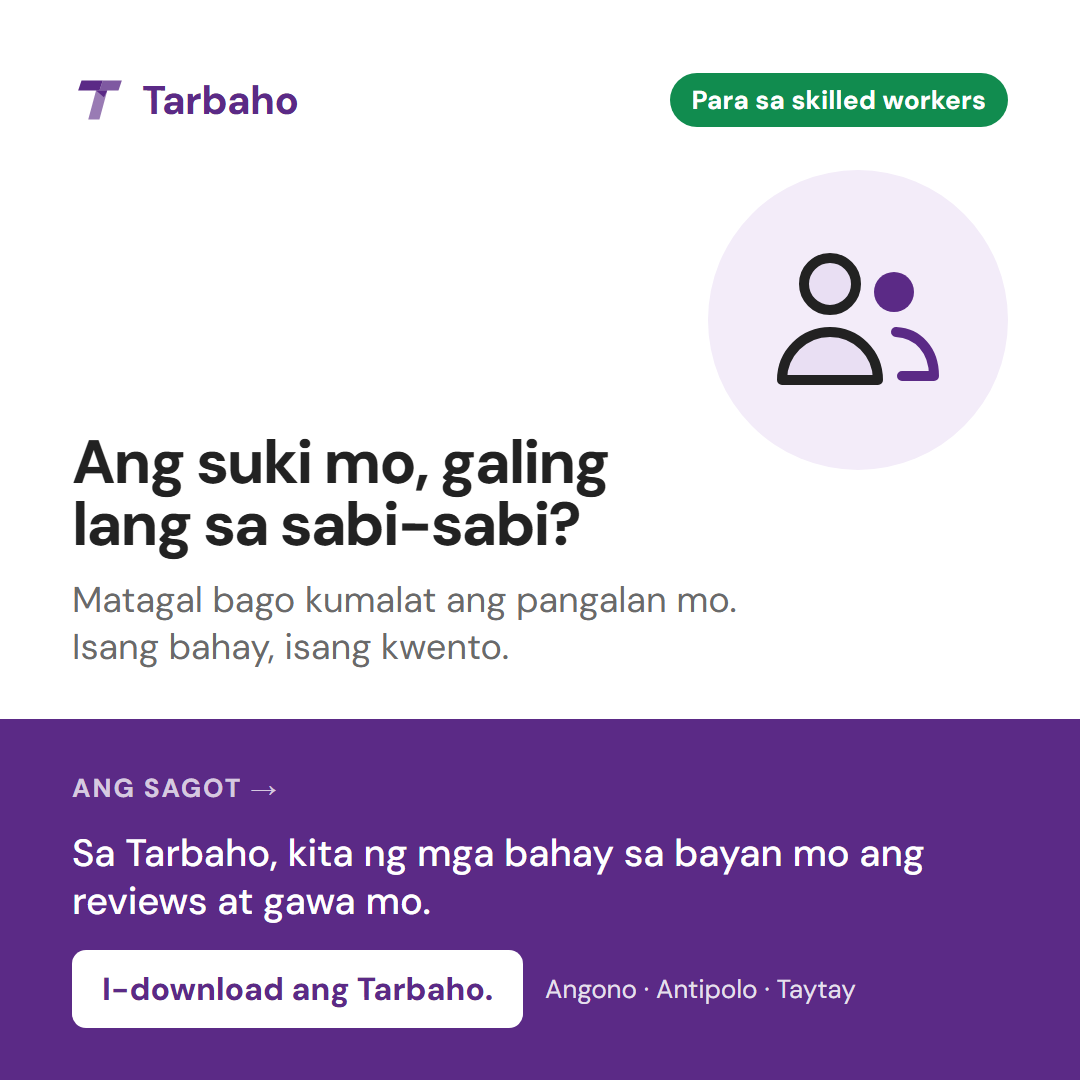 Tarbaho
Para sa skilled workers
Ang suki mo, galing
lang sa sabi-sabi?
Matagal bago kumalat ang pangalan mo.
Isang bahay, isang kwento.
ANG SAGOT →
Sa Tarbaho, kita ng mga bahay sa bayan mo ang
reviews at gawa mo.
I-download ang Tarbaho.
Angono · Antipolo · Taytay